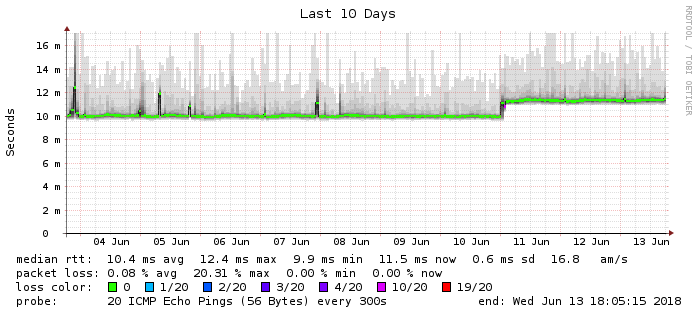 Last 10 Days
RRDTOOL / TOBI OETIKER
Seconds
16 m
14 m
12 m
10 m
8 m
6 m
4 m
2 m
0
04 Jun 05 Jun 06 Jun 07 Jun 08 Jun 09 Jun 10 Jun 11 Jun 12 Jun 13 Jun
median rtt: 10.4 ms avg 12.4 ms max 9.9 ms min 11.5 ms now 0.6 ms sd 16.8 am/s
packet loss: 0.08 % avg 20.31 % max 0.00 % min 0.00 % now
loss color: 0 1/20 2/20 3/20 4/20 10/20 19/20
probe: 20 ICMP Echo Pings (56 Bytes) every 300s end: Wed Jun 13 18:05:15 2018